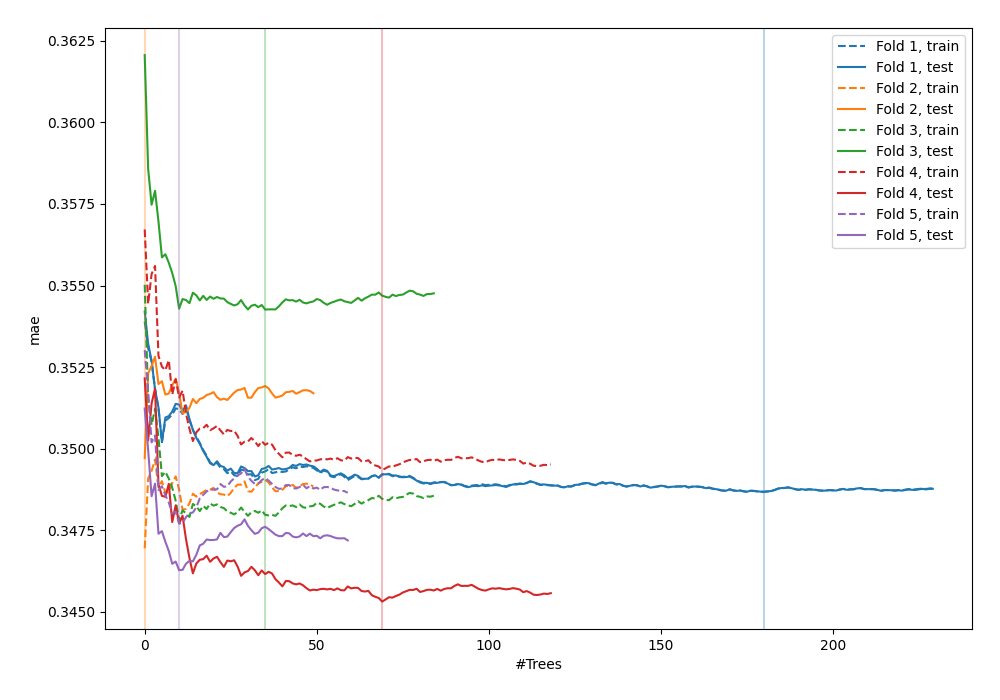 0.3625
0.3600
0.3575
0.3550
0.3525
0.3500
0.3475
0.3450
mae
0
50
100
150
200
#Trees
Fold 1, train
Fold 1, test
Fold 2, train
Fold 2, test
Fold 3, train
Fold 3, test
Fold 4, train
Fold 4, test
Fold 5, train
Fold 5, test